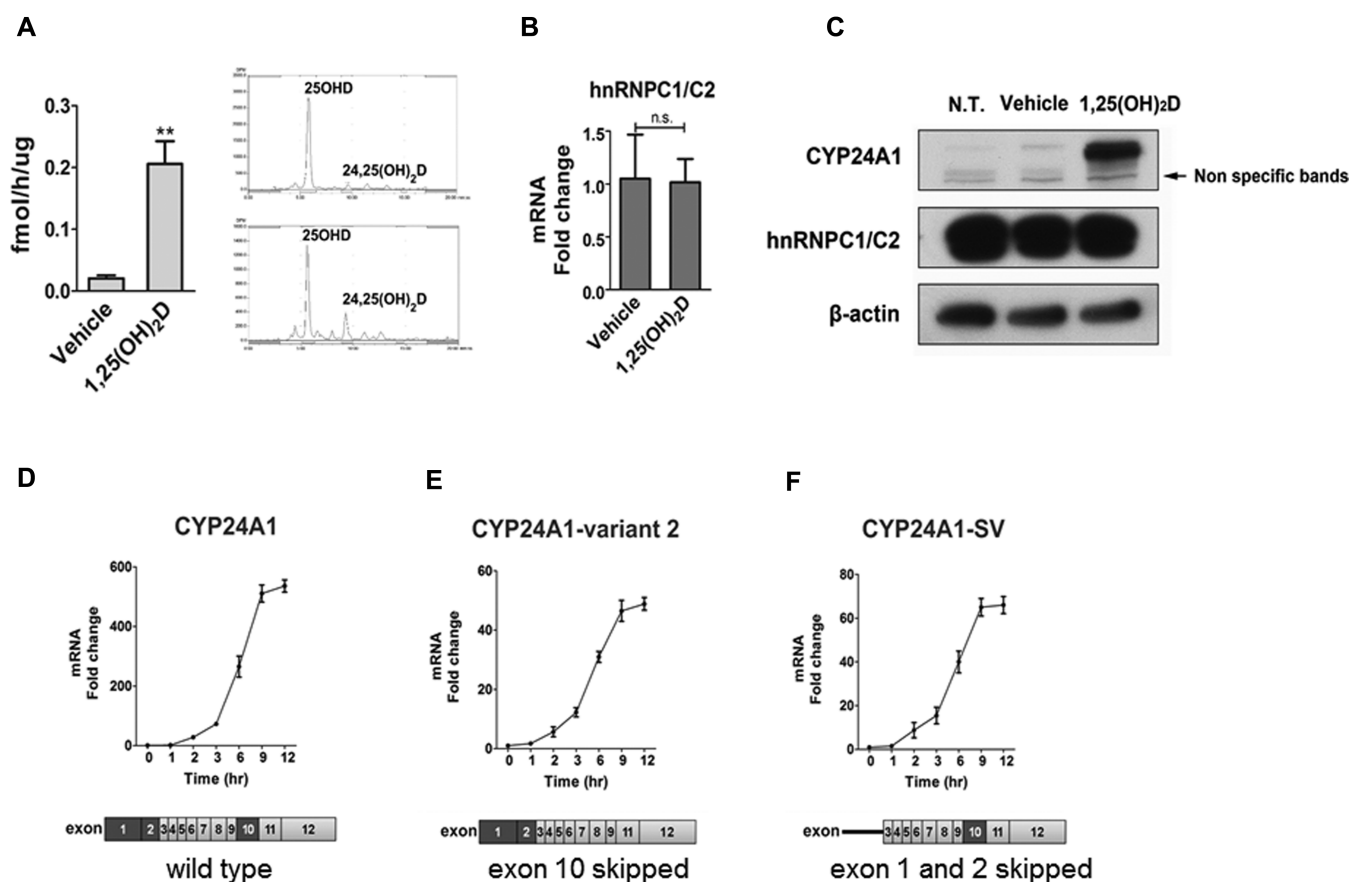 A
fmol/h/ug
0.3
0.2
0.1
0.0
**
Vehicle
1,25(OH)₂D
25OHD
24,25(OH)₂D
25OHD
24,25(OH)₂D
B
hnRNPC1/C2
mRNA
Fold change
1.5
1.0
0.5
0.0
n.s.
Vehicle
1,25(OH)₂D
C
N.T. Vehicle 1,25(OH)₂D
CYP24A1
Non specific bands
hnRNPC1/C2
β-actin
D
CYP24A1
mRNA
Fold change
600
400
200
0
0 1 2 3 6 9 12
Time (hr)
exon 1 2 3 4 5 6 7 8 9 10 11 12
wild type
E
CYP24A1-variant 2
mRNA
Fold change
60
40
20
0
0 1 2 3 6 9 12
Time (hr)
exon 1 2 3 4 5 6 7 8 9 11 12
exon 10 skipped
F
CYP24A1-SV
mRNA
Fold change
80
60
40
20
0
0 1 2 3 6 9 12
Time (hr)
exon 3 4 5 6 7 8 9 10 11 12
exon 1 and 2 skipped